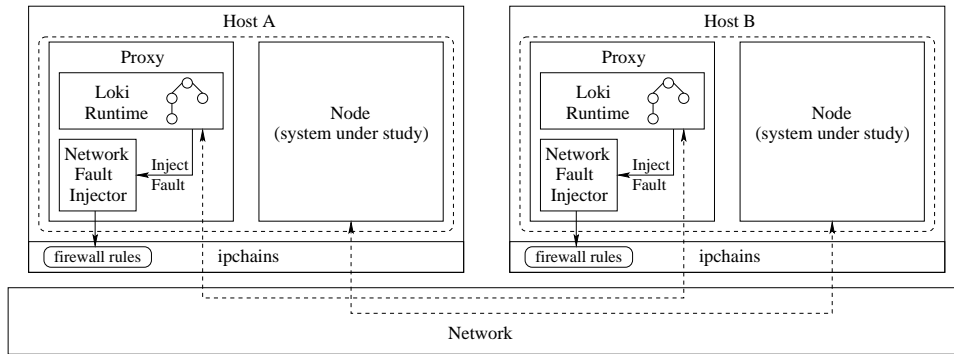 Host A
Proxy
Loki
Runtime
Node
(system under study)
Network
Fault
Injector
Inject
Fault
firewall rules
ipchains
Host B
Proxy
Loki
Runtime
Node
(system under study)
Network
Fault
Injector
Inject
Fault
firewall rules
ipchains
Network